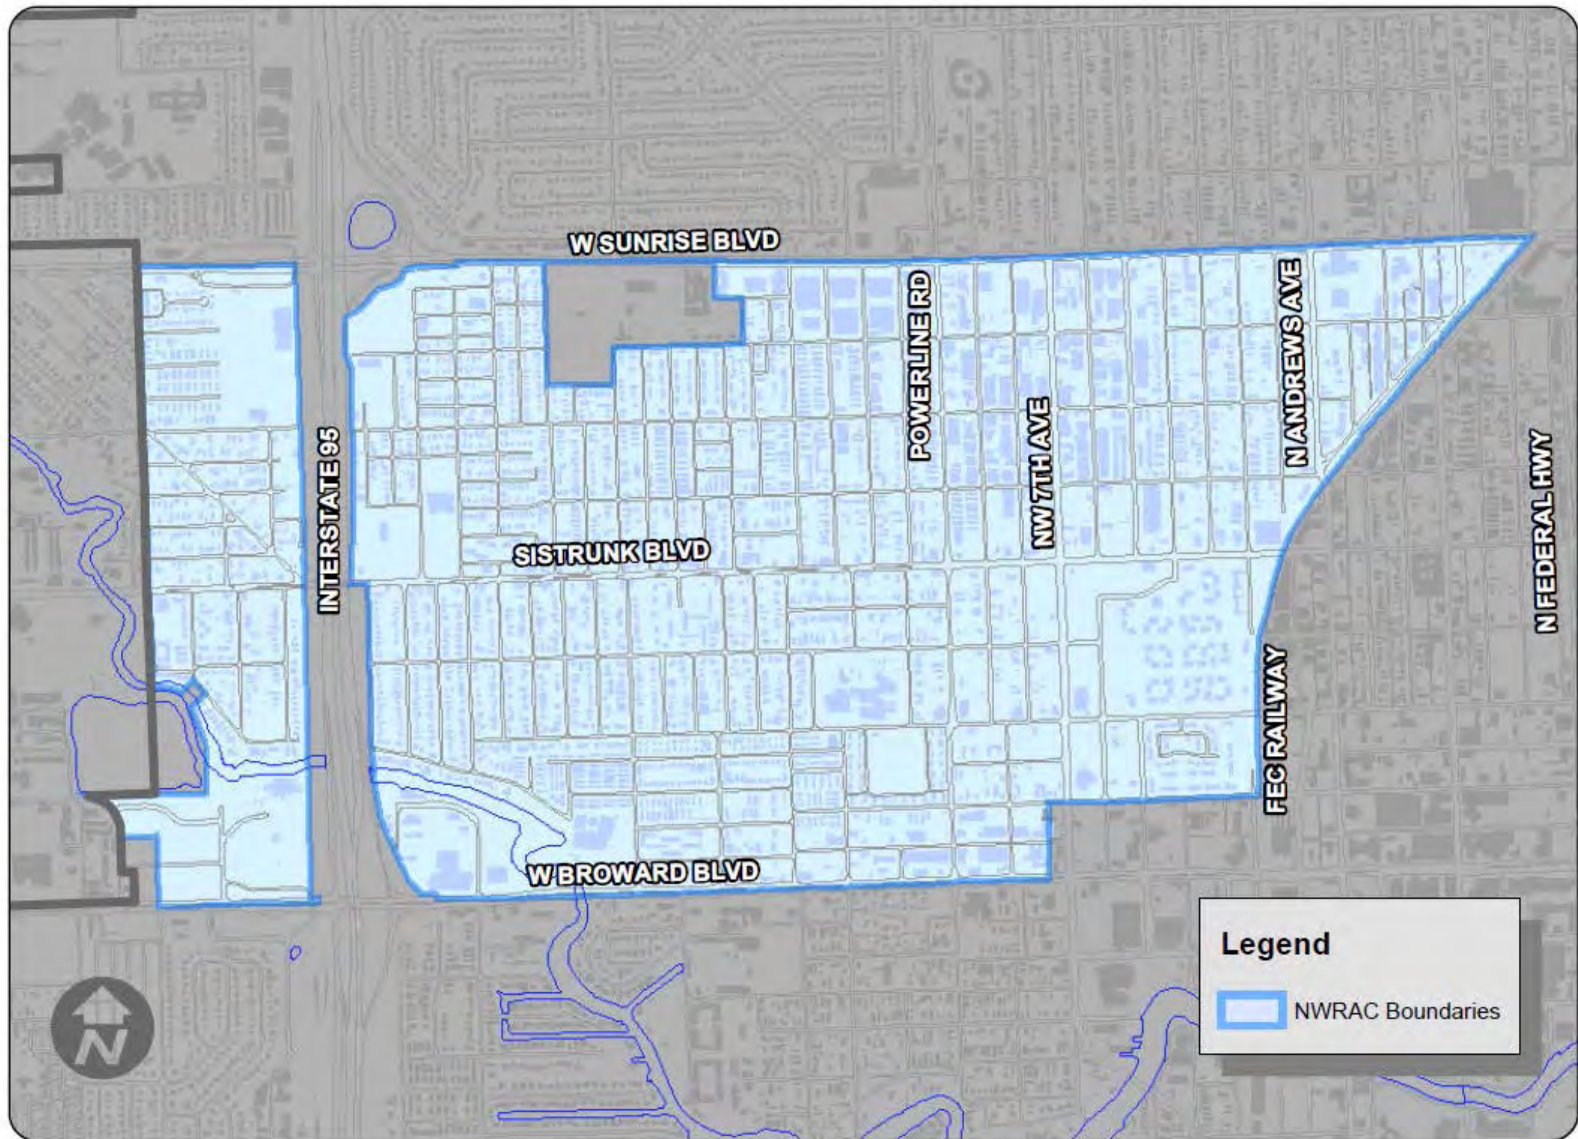 W SUNRISE BLVD
POWERLINE RD
N ANDREWS AVE
NW 7TH AVE
INTERSTATE 95
N FEDERAL HWY
SISTRUNK BLVD
FEC RAILWAY
W BROWARD BLVD
Legend
NWRAC Boundaries
N